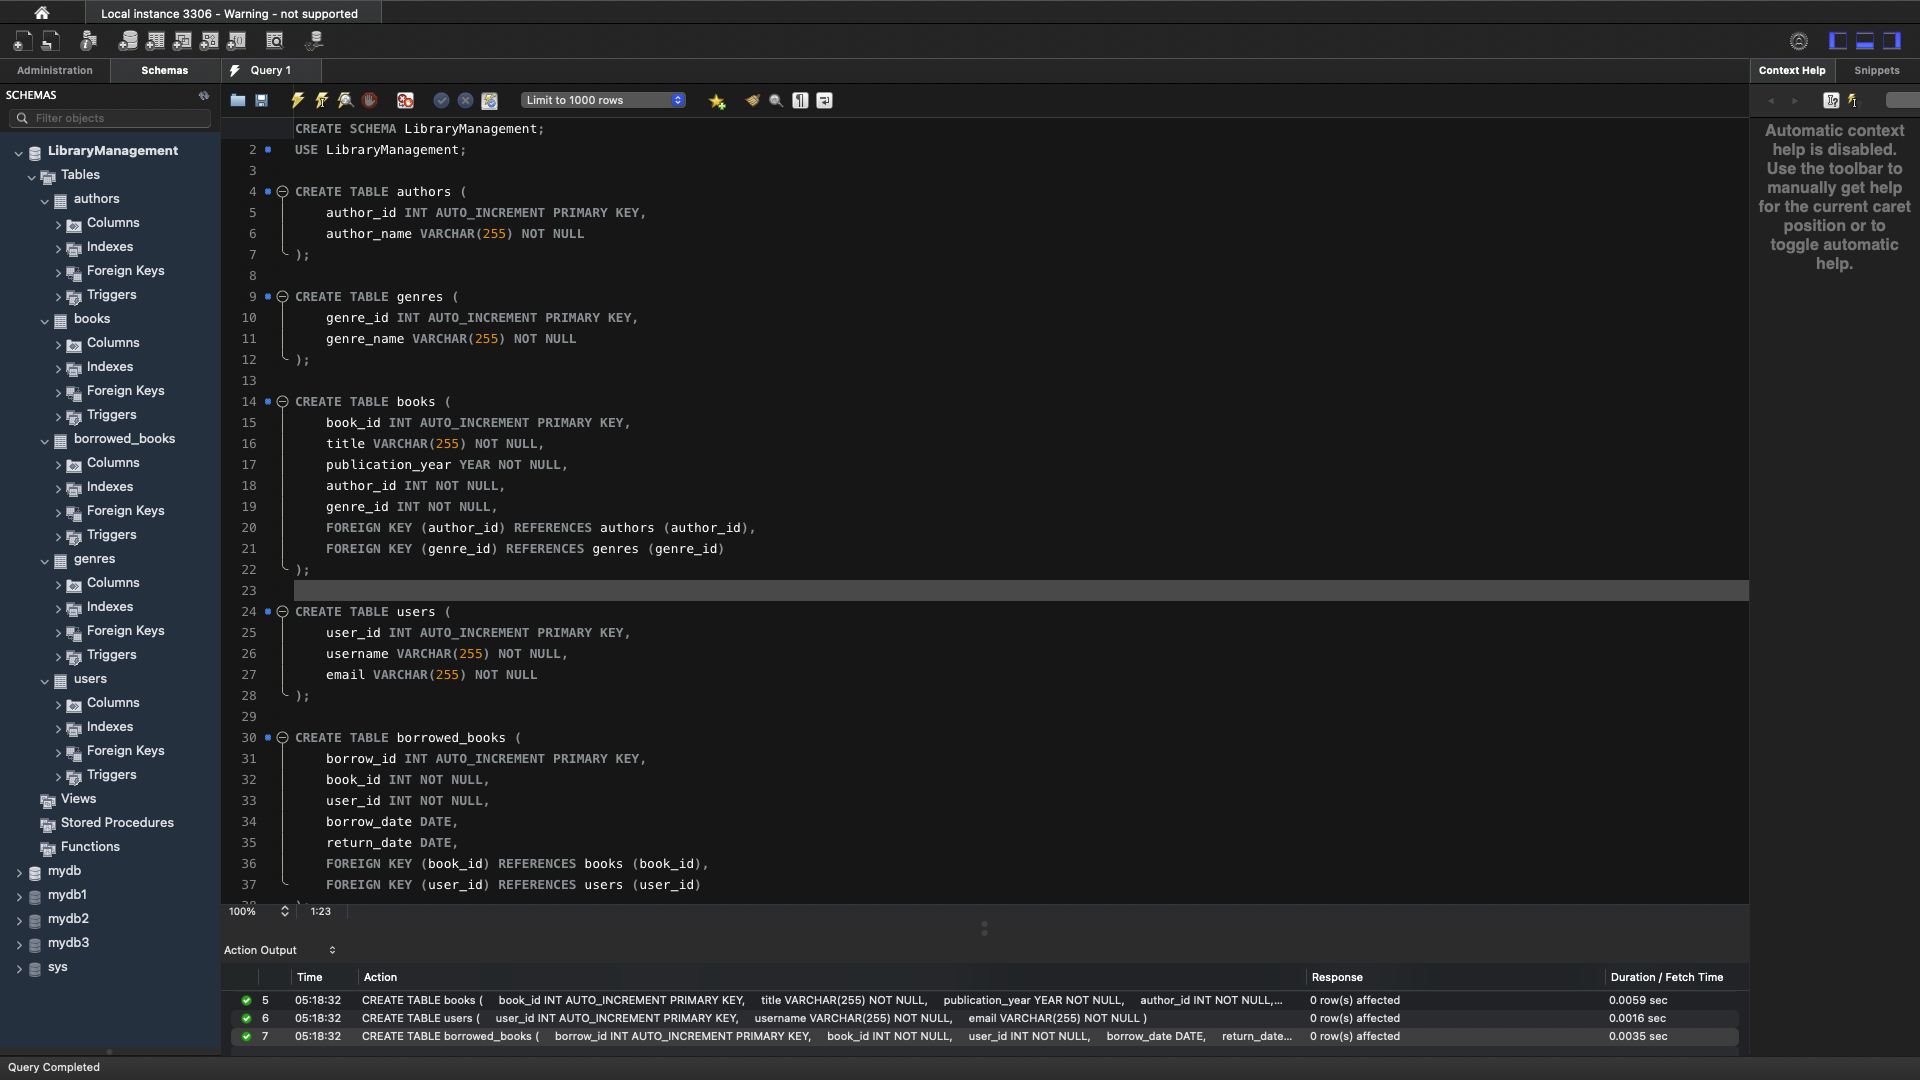 Local instance 3306 - Warning - not supported
Administration
Schemas
Query 1
Context Help
Snippets
SCHEMAS
Filter objects
Limit to 1000 rows
LibraryManagement
Tables
authors
Columns
Indexes
Foreign Keys
Triggers
books
Columns
Indexes
Foreign Keys
Triggers
borrowed_books
Columns
Indexes
Foreign Keys
Triggers
genres
Columns
Indexes
Foreign Keys
Triggers
users
Columns
Indexes
Foreign Keys
Triggers
Views
Stored Procedures
Functions
mydb
mydb1
mydb2
mydb3
sys
CREATE SCHEMA LibraryManagement;
2 USE LibraryManagement;
3
4 CREATE TABLE authors (
5 author_id INT AUTO_INCREMENT PRIMARY KEY,
6 author_name VARCHAR(255) NOT NULL
7 );
8
9 CREATE TABLE genres (
10 genre_id INT AUTO_INCREMENT PRIMARY KEY,
11 genre_name VARCHAR(255) NOT NULL
12 );
13
14 CREATE TABLE books (
15 book_id INT AUTO_INCREMENT PRIMARY KEY,
16 title VARCHAR(255) NOT NULL,
17 publication_year YEAR NOT NULL,
18 author_id INT NOT NULL,
19 genre_id INT NOT NULL,
20 FOREIGN KEY (author_id) REFERENCES authors (author_id),
21 FOREIGN KEY (genre_id) REFERENCES genres (genre_id)
22 );
23
24 CREATE TABLE users (
25 user_id INT AUTO_INCREMENT PRIMARY KEY,
26 username VARCHAR(255) NOT NULL,
27 email VARCHAR(255) NOT NULL
28 );
29
30 CREATE TABLE borrowed_books (
31 borrow_id INT AUTO_INCREMENT PRIMARY KEY,
32 book_id INT NOT NULL,
33 user_id INT NOT NULL,
34 borrow_date DATE,
35 return_date DATE,
36 FOREIGN KEY (book_id) REFERENCES books (book_id),
37 FOREIGN KEY (user_id) REFERENCES users (user_id)
Automatic context
help is disabled.
Use the toolbar to
manually get help
for the current caret
position or to
toggle automatic
help.
100% 1:23
Action Output
Time Action Response Duration / Fetch Time
5 05:18:32 CREATE TABLE books ( book_id INT AUTO_INCREMENT PRIMARY KEY, title VARCHAR(255) NOT NULL, publication_year YEAR NOT NULL, author_id INT NOT NULL,... 0 row(s) affected 0.0059 sec
6 05:18:32 CREATE TABLE users ( user_id INT AUTO_INCREMENT PRIMARY KEY, username VARCHAR(255) NOT NULL, email VARCHAR(255) NOT NULL ) 0 row(s) affected 0.0016 sec
7 05:18:32 CREATE TABLE borrowed_books ( borrow_id INT AUTO_INCREMENT PRIMARY KEY, book_id INT NOT NULL, user_id INT NOT NULL, borrow_date DATE, return_date... 0 row(s) affected 0.0035 sec
Query Completed